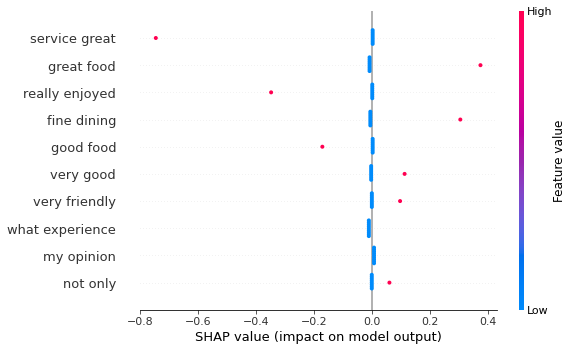 High
service great
great food
really enjoyed
fine dining
good food
very good
very friendly
what experience
my opinion
not only
Feature value
Low
−0.8 −0.6 −0.4 −0.2 0.0 0.2 0.4
SHAP value (impact on model output)